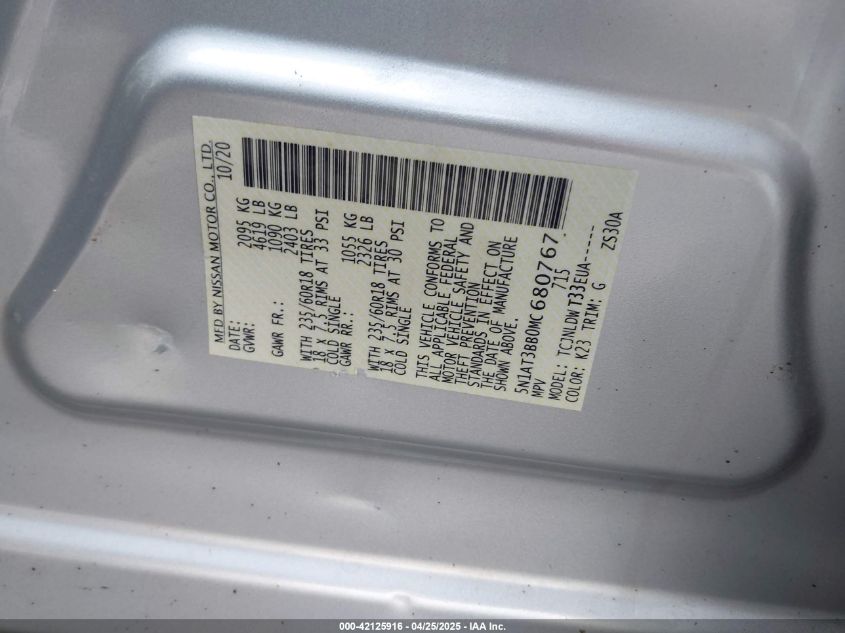 MFD BY NISSAN MOTOR CO., LTD.
DATE: 10/20
GVWR: 2095 KG
4619 LB
GAWR FR.: 1090 KG
2403 LB
WITH 235/60R18 TIRES
18 X 7.5 RIMS AT 33 PSI
COLD SINGLE
GAWR RR.: 1055 KG
2326 LB
WITH 235/60R18 TIRES
18 X 7.5 RIMS AT 30 PSI
COLD SINGLE
THIS VEHICLE CONFORMS TO
ALL APPLICABLE FEDERAL
MOTOR VEHICLE SAFETY AND
THEFT PREVENTION
STANDARDS IN EFFECT ON
THE DATE OF MANUFACTURE
SHOWN ABOVE.
5N1AT3BB0MC680767
MPV 715
MODEL: TCJNLDWT33EUA------
COLOR: K23 TRIM: G ZS30A
000-42125916 - 04/25/2025 - IAA Inc.